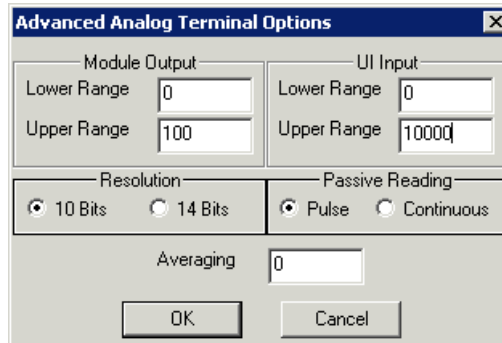 Advanced Analog Terminal Options
Module Output
UI Input
Lower Range 0
Lower Range 0
Upper Range 100
Upper Range 10000
Resolution
Passive Reading
10 Bits 14 Bits
Pulse Continuous
Averaging 0
OK Cancel